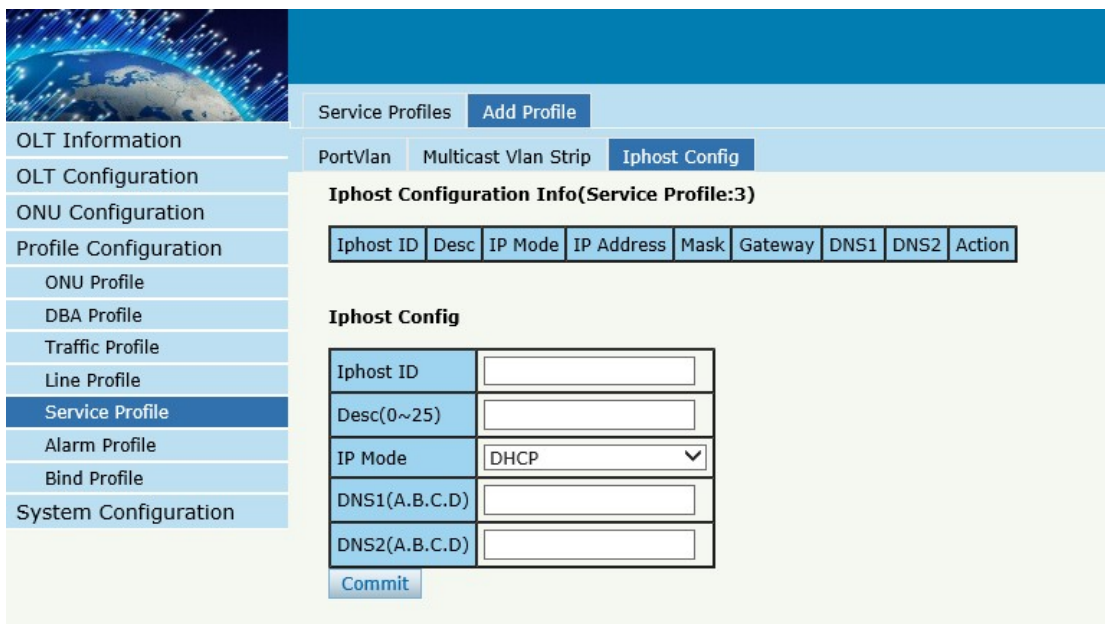 Service Profiles Add Profile
OLT Information
PortVlan Multicast Vlan Strip Iphost Config
OLT Configuration
Iphost Configuration Info(Service Profile:3)
ONU Configuration
Iphost ID Desc IP Mode IP Address Mask Gateway DNS1 DNS2 Action
Profile Configuration
ONU Profile
DBA Profile
Iphost Config
Traffic Profile
Line Profile
Iphost ID
Service Profile
Desc(0~25)
Alarm Profile
IP Mode DHCP
Bind Profile
DNS1(A.B.C.D)
System Configuration
DNS2(A.B.C.D)
Commit